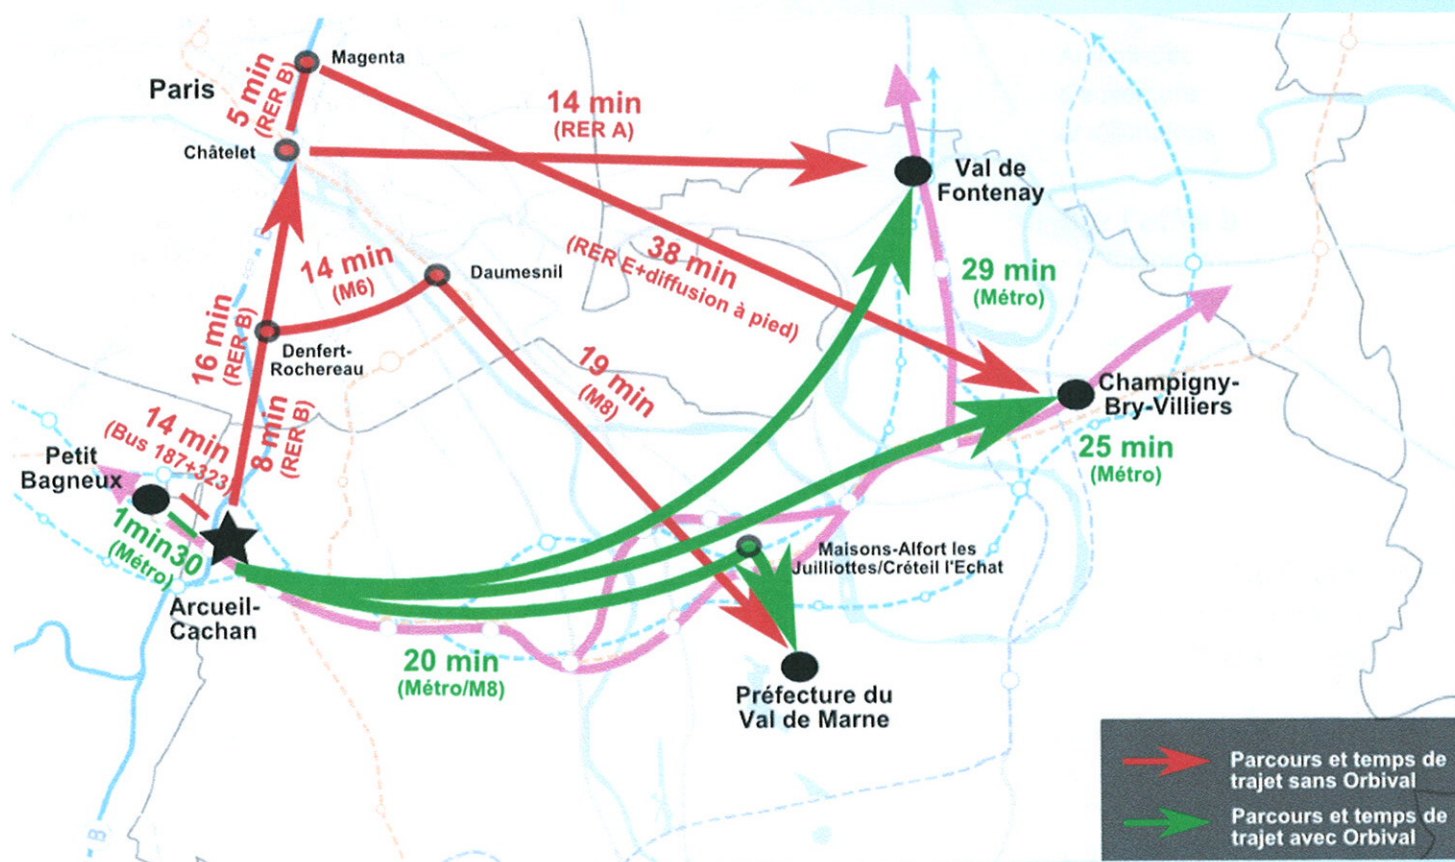 Magenta
Paris
5 min
(RER B)
14 min
(RER A)
Châtelet
Val de
Fontenay
38 min
(RER E+diffusion à pied)
14 min
(M6)
Daumesnil
29 min
(Métro)
16 min
(RER B)
Denfert-
Rochereau
19 min
(M8)
Champigny-
Bry-Villiers
14 min
(Bus 187+323)
8 min
(RER B)
25 min
(Métro)
Petit
Bagneux
1min30
(Métro)
Maisons-Alfort les
Juilliottes/Créteil l'Echat
Arcueil-
Cachan
20 min
(Métro/M8)
Préfecture du
Val de Marne
B
B
Parcours et temps de
trajet sans Orbival
Parcours et temps de
trajet avec Orbival